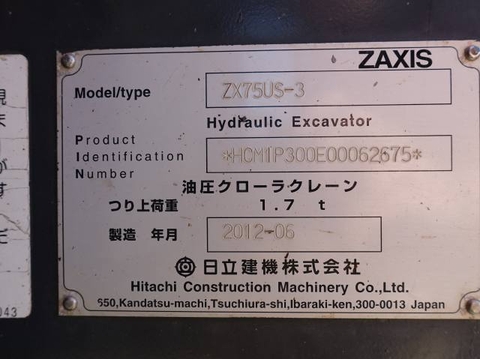 ZAXIS
Model/type ZX75US-3
Hydraulic Excavator
Product
Identification
Number *HCM1P300E00062675*
油圧クローラクレーン
つり上荷重 1.7 t
製造 年月 2012-06
日立建機株式会社
Hitachi Construction Machinery Co.,Ltd.
650,Kandatsu-machi,Tsuchiura-shi,Ibaraki-ken,300-0013 Japan